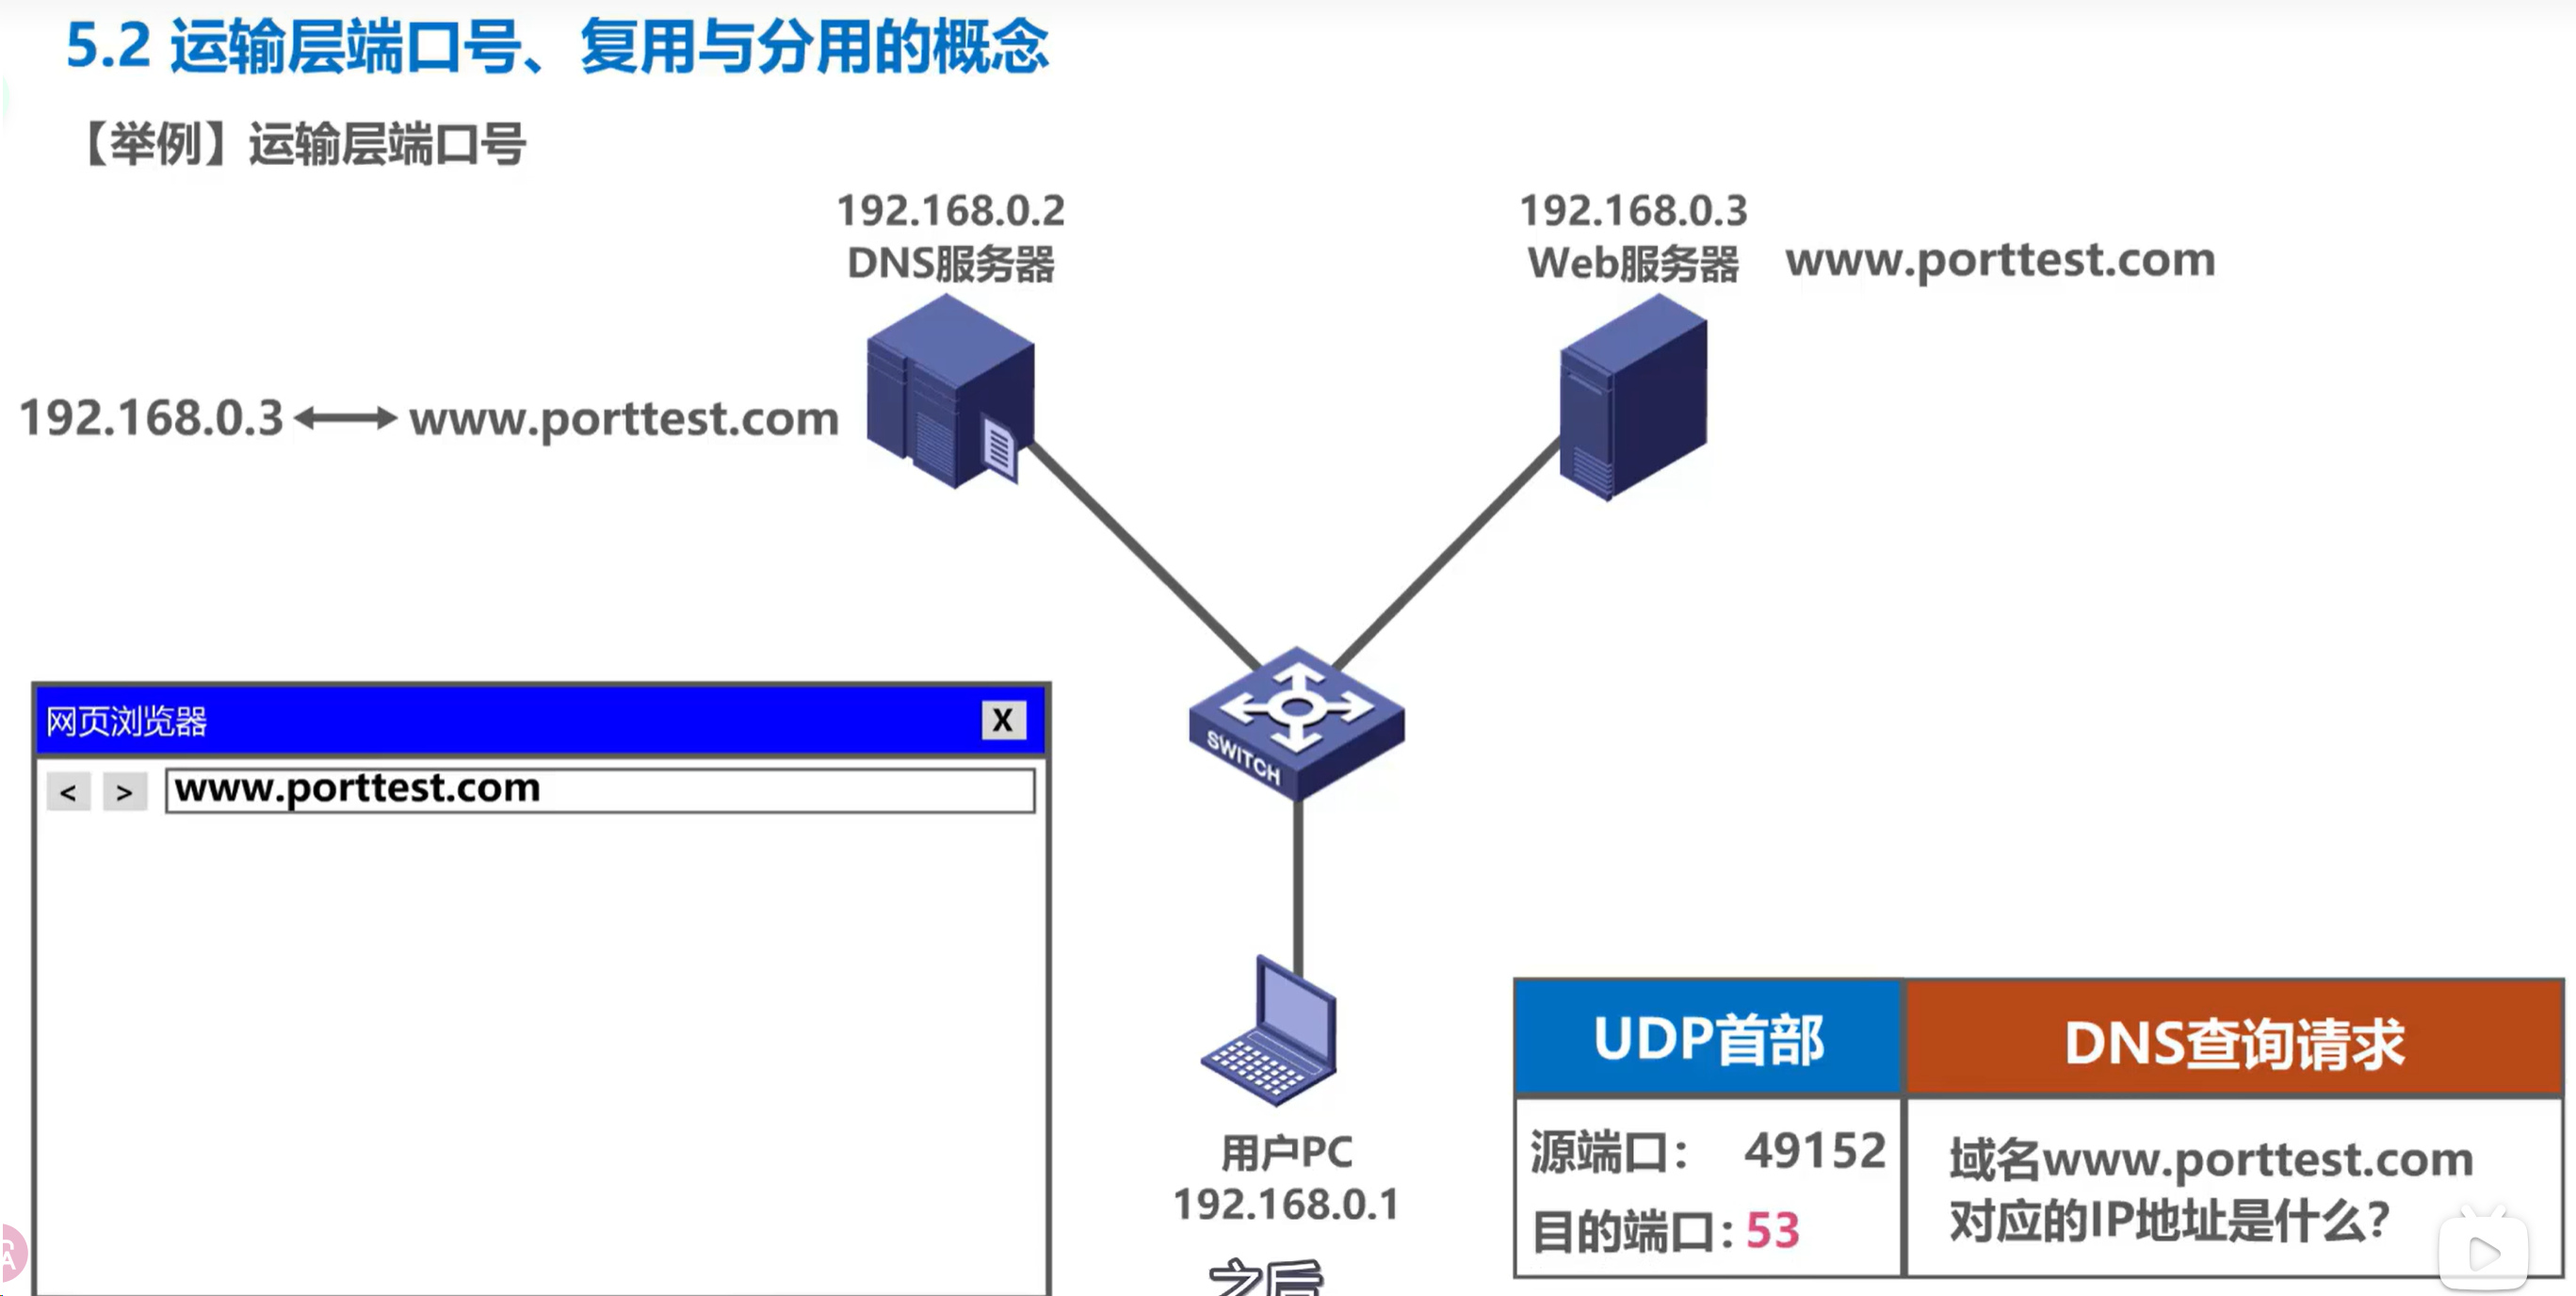 5.2 运输层端口号、复用与分用的概念
【举例】运输层端口号
192.168.0.2
DNS服务器
192.168.0.3
Web服务器
www.porttest.com
192.168.0.3
www.porttest.com
网页浏览器
X
<
>
www.porttest.com
SWITCH
用户PC
192.168.0.1
UDP首部
DNS查询请求
源端口： 49152
目的端口：53
域名www.porttest.com
对应的IP地址是什么？
之后